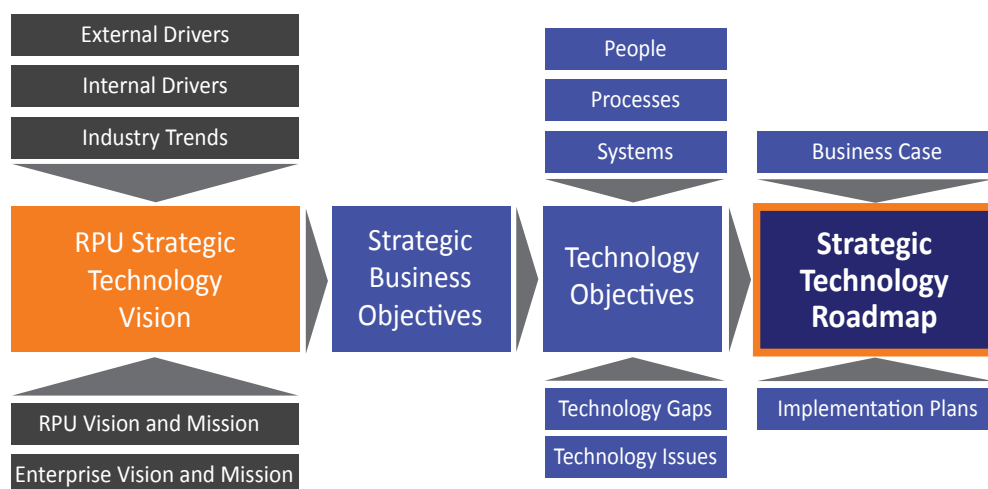 External Drivers
Internal Drivers
Industry Trends
People
Processes
Systems
Business Case
RPU Strategic
Technology
Vision
Strategic
Business
Objectives
Technology
Objectives
Strategic
Technology
Roadmap
RPU Vision and Mission
Enterprise Vision and Mission
Technology Gaps
Technology Issues
Implementation Plans